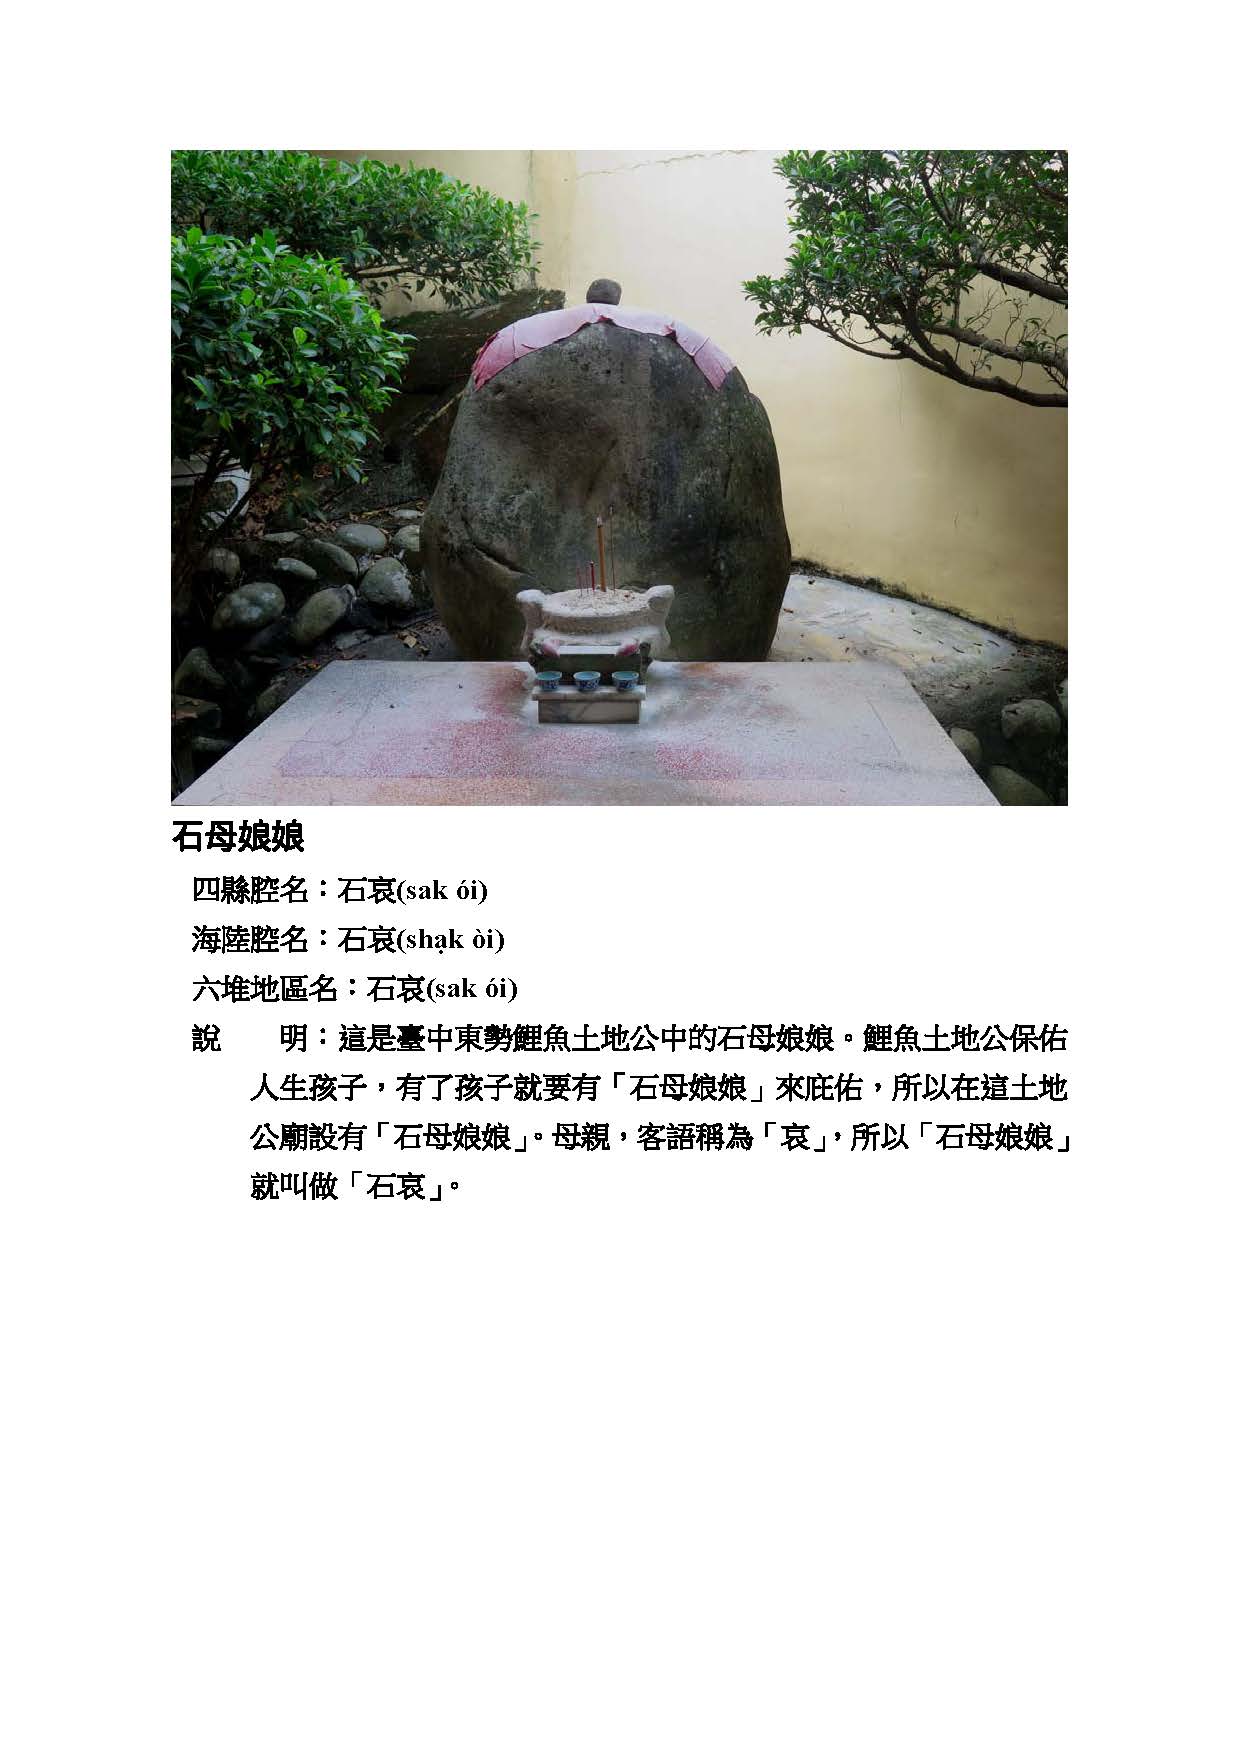 石母娘娘
四縣腔名：石哀(sak ói)
海陸腔名：石哀(sha̍k òi)
六堆地區名：石哀(sak ói)
說　　明：這是臺中東勢鯉魚土地公中的石母娘娘。鯉魚土地公保佑
人生孩子，有了孩子就要有「石母娘娘」來庇佑，所以在這土地
公廟設有「石母娘娘」。母親，客語稱為「哀」，所以「石母娘娘」
就叫做「石哀」。